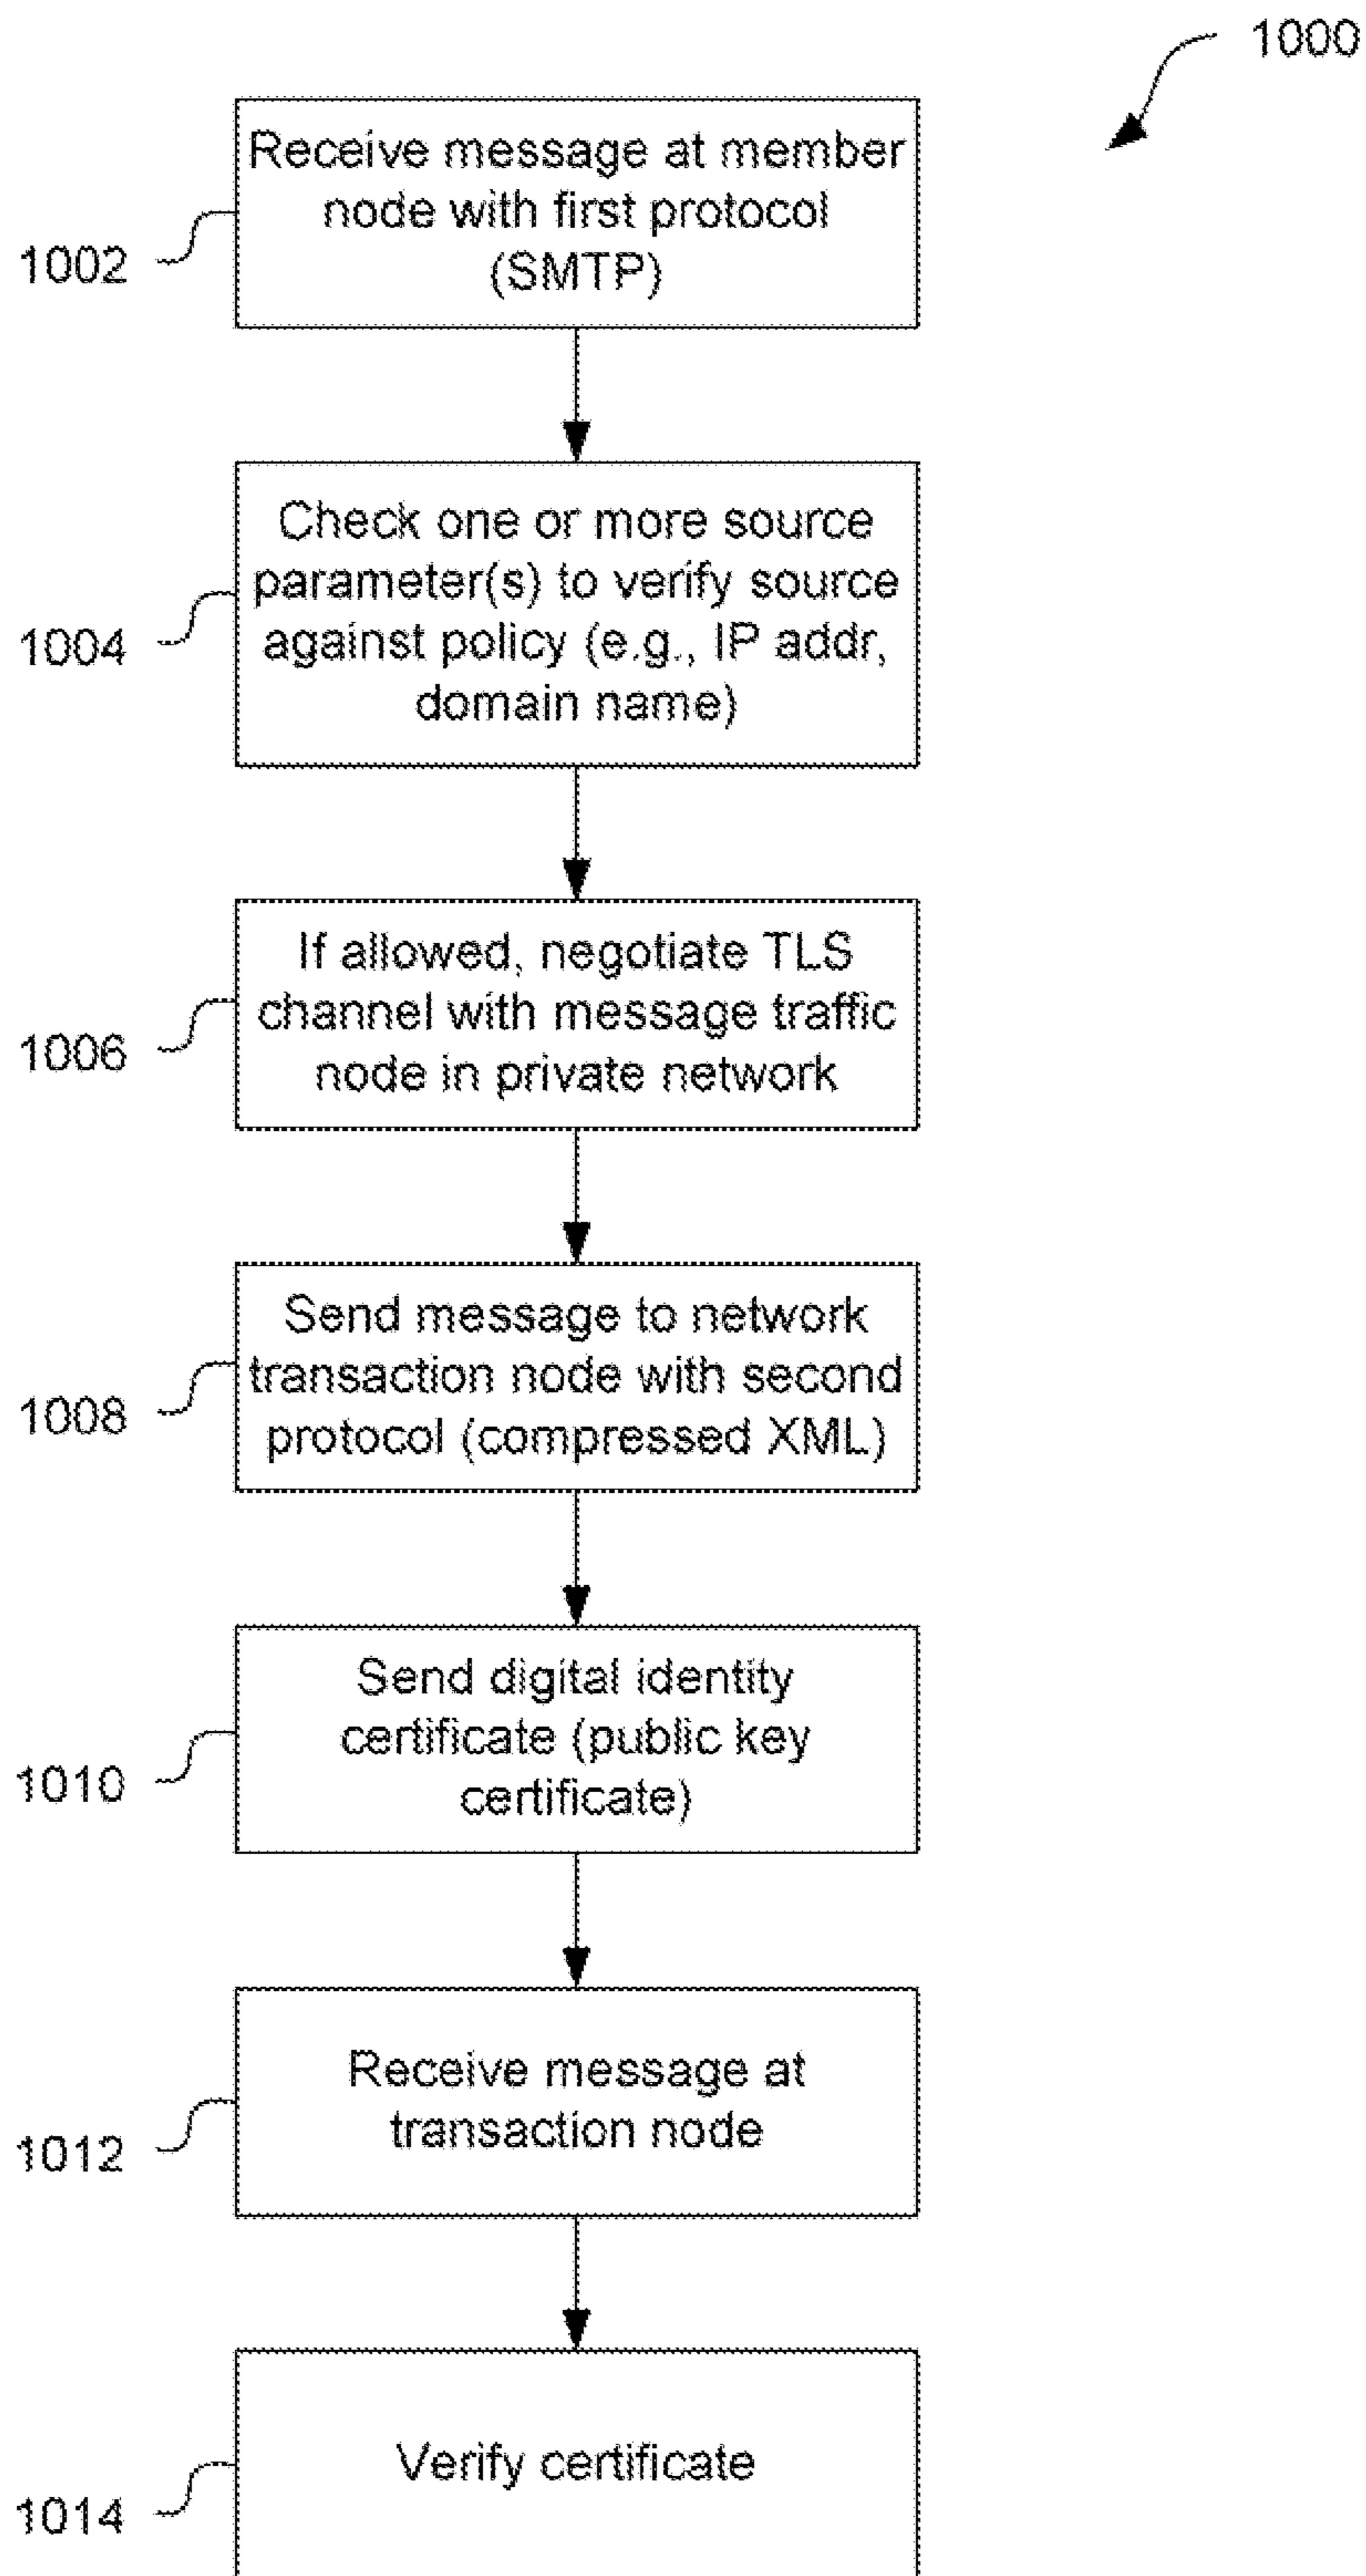 1000
Receive message at member
node with first protocol
(SMTP)
1002
Check one or more source
parameter(s) to verify source
against policy (e.g., IP addr,
domain name)
1004
If allowed, negotiate TLS
channel with message traffic
node in private network
1006
Send message to network
transaction node with second
protocol (compressed XML)
1008
Send digital identity
certificate (public key
certificate)
1010
Receive message at
transaction node
1012
Verify certificate
1014